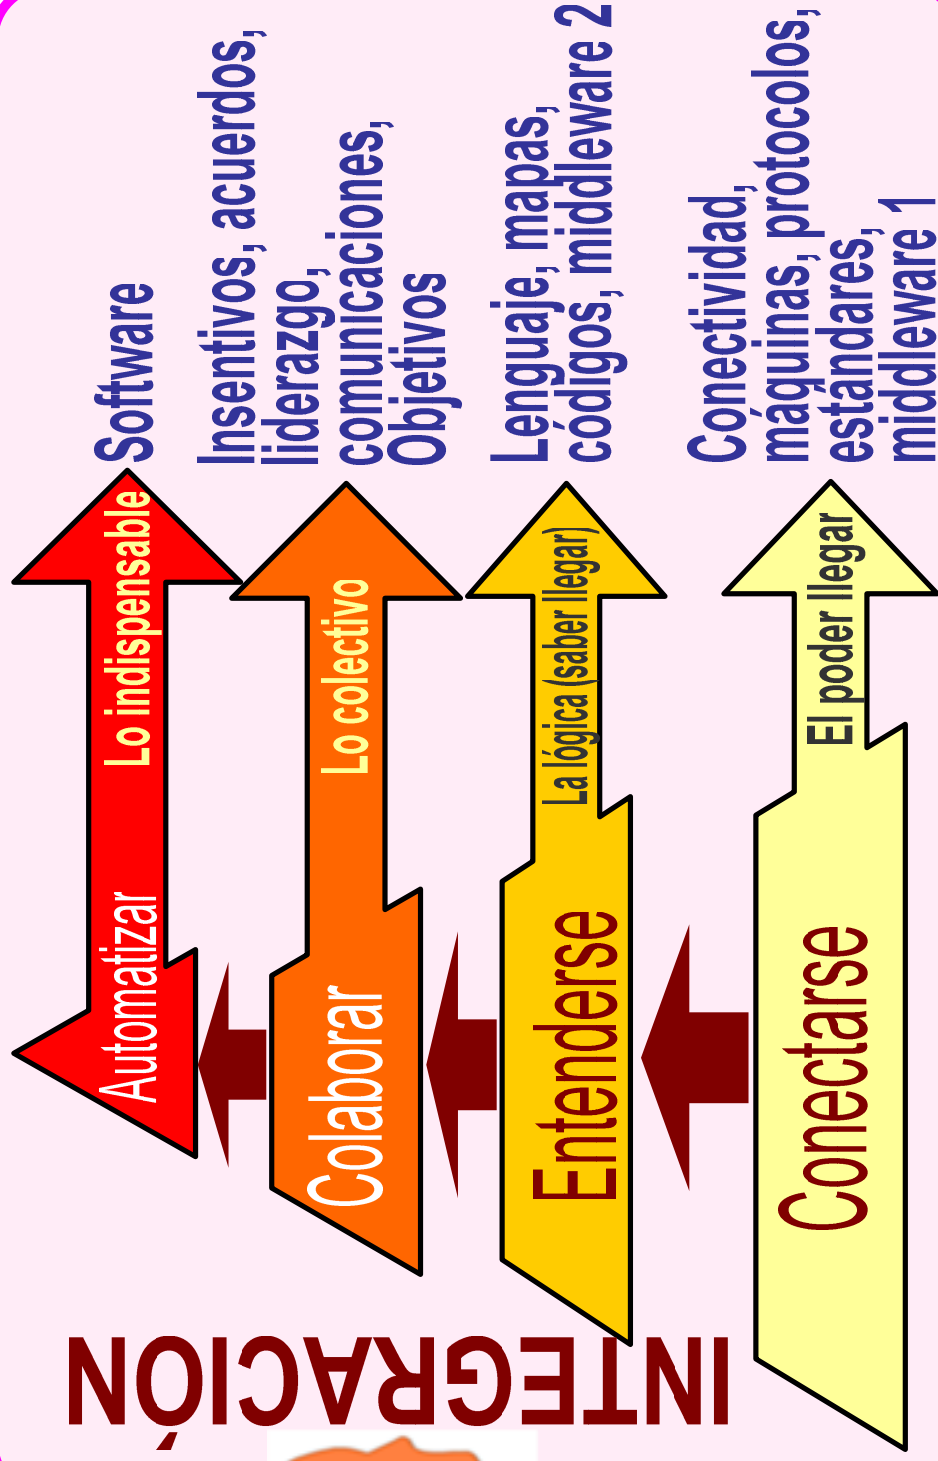 INTEGRACIÓN
Automatizar
Lo indispensable
Software
Colaborar
Lo colectivo
Insentivos, acuerdos,
liderazgo,
comunicaciones,
Objetivos
Entenderse
La lógica (saber llegar)
Lenguaje, mapas,
códigos, middleware 2
Conectarse
El poder llegar
Conectividad,
máquinas, protocolos,
estándares,
middleware 1